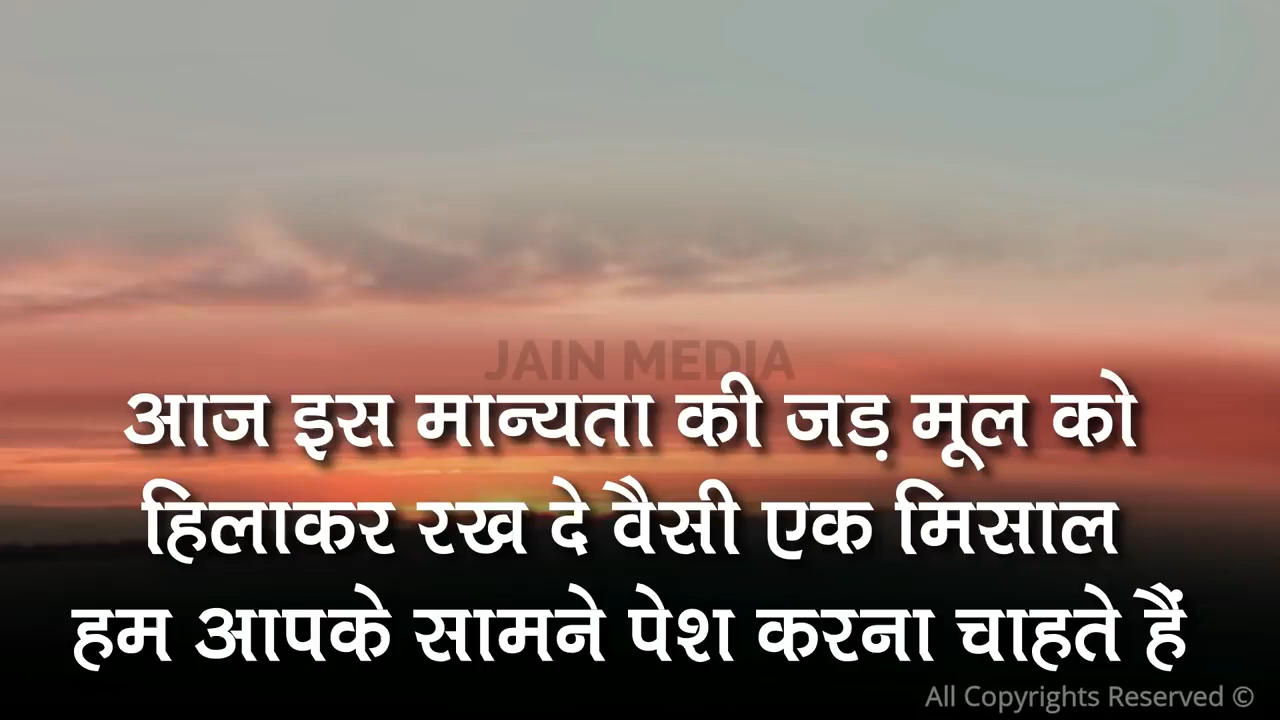 JAIN MEDIA
आज इस मान्यता की जड़ मूल को
हिलाकर रख दे वैसी एक मिसाल
हम आपके सामने पेश करना चाहते हैं
All Copyrights Reserved ©